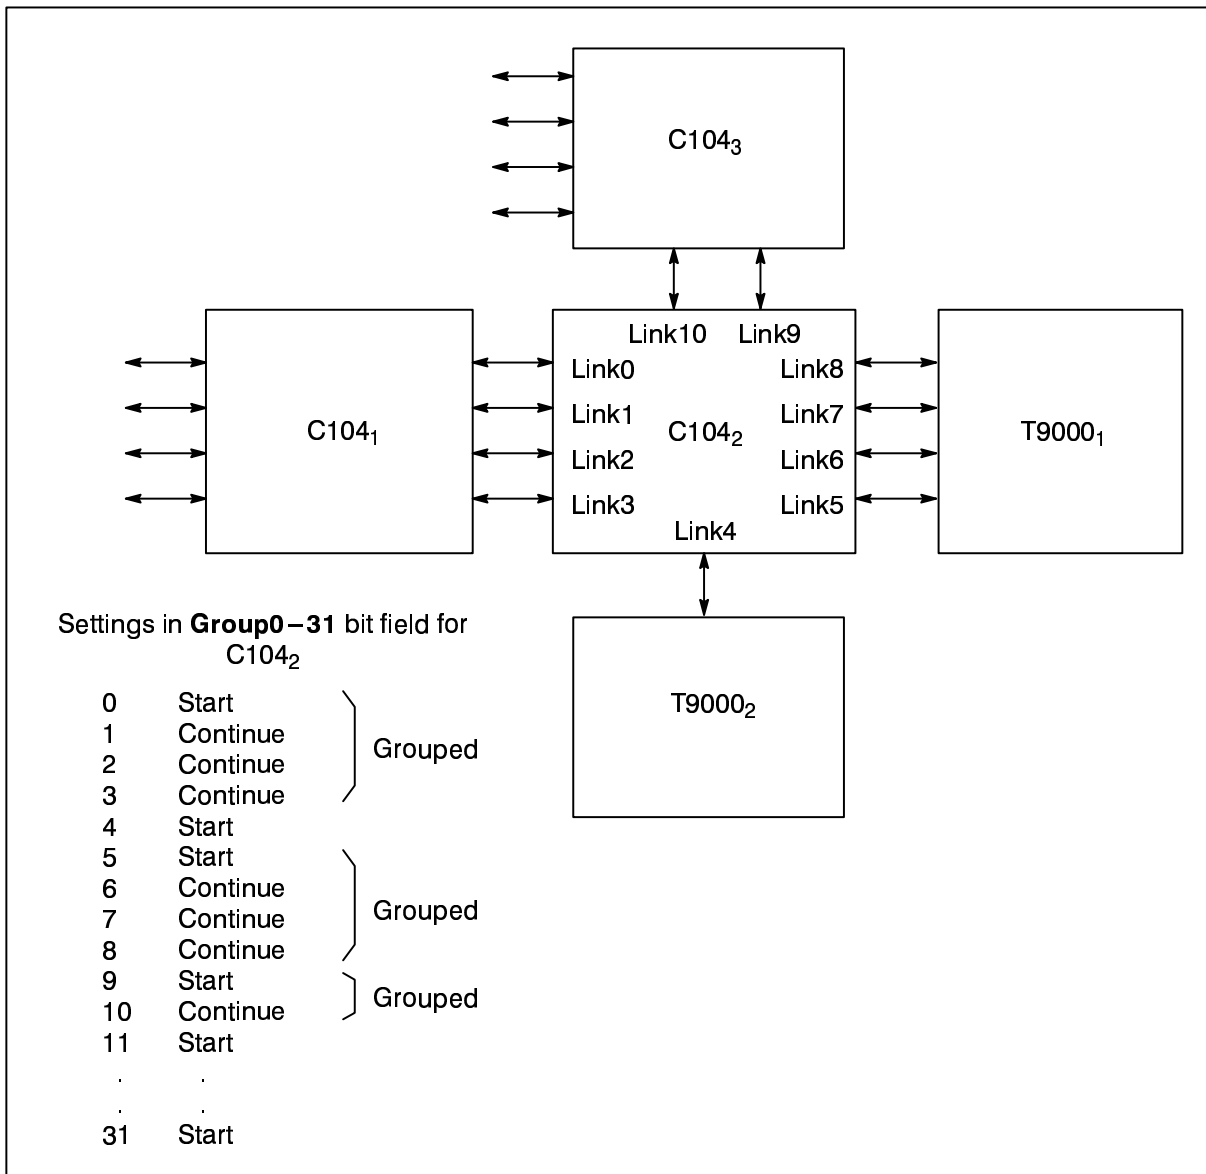 C104₃
Link10 Link9
Link0 Link8
Link1 Link7
C104₁ C104₂ T9000₁
Link2 Link6
Link3 Link5
Link4
Settings in Group0–31 bit field for
C104₂
T9000₂
0 Start
1 Continue
Grouped
2 Continue
3 Continue
4 Start
5 Start
6 Continue
Grouped
7 Continue
8 Continue
9 Start
Grouped
10 Continue
11 Start
. .
. .
31 Start